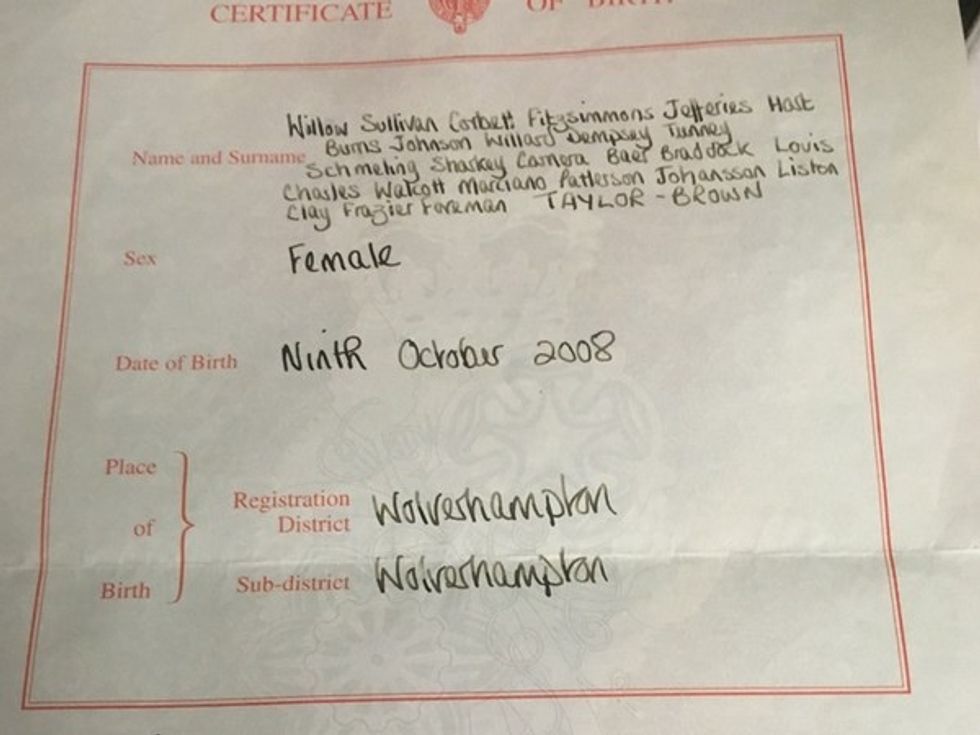 CERTIFICATE OF BIRTH
Willow Sullivan Corbett Fitzsimmons Jefferies Hart
Burns Johnson Willard Dempsey Tunney
Name and Surname
Schmeling Sharkey Carnera Baer Braddock Louis
Charles Walcott Marciano Patterson Johansson Liston
Clay Frazier Foreman TAYLOR - BROWN
Sex Female
Date of Birth Ninth October 2008
Place
of
Birth
Registration
District Wolverhampton
Sub-district Wolverhampton